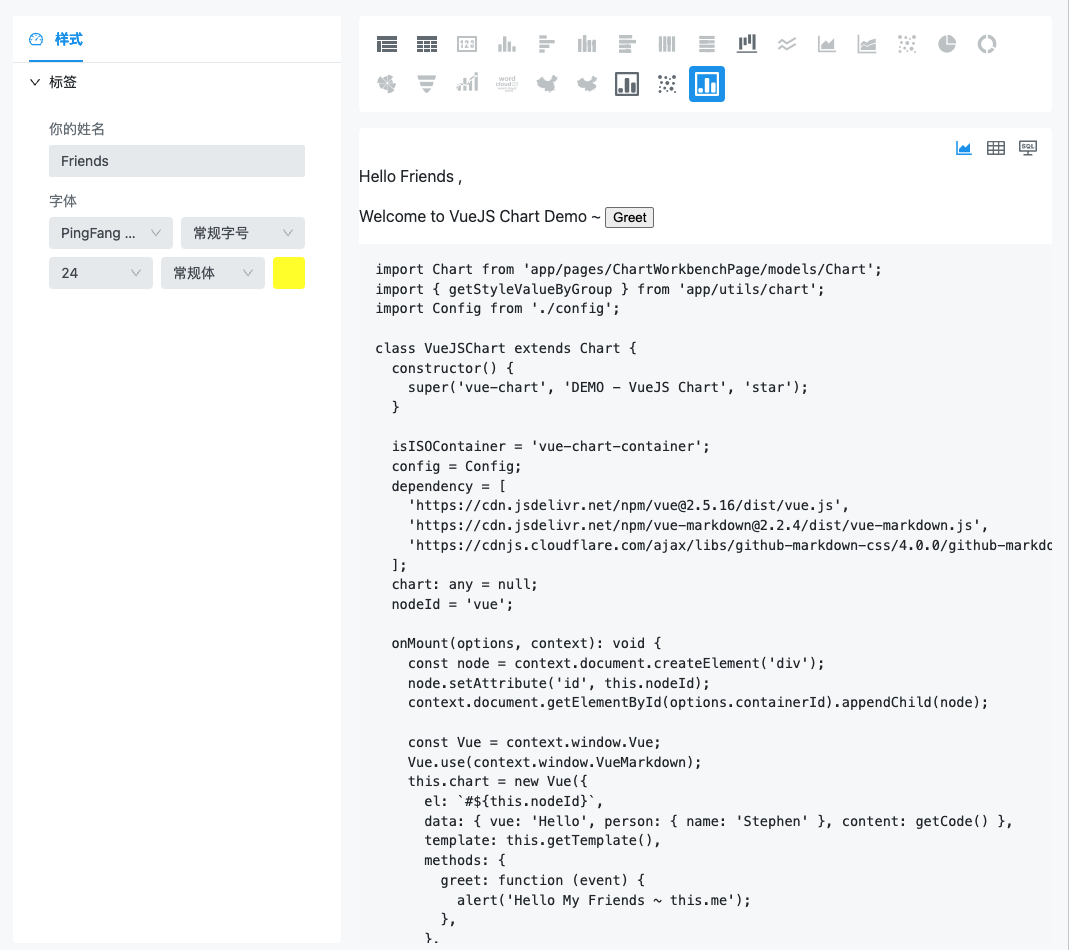 样式
标签
你的姓名
Friends
字体
PingFang ... 常规字号
24 常规体
word
SQL
Hello Friends ,
Welcome to VueJS Chart Demo ~ Greet
import Chart from 'app/pages/ChartWorkbenchPage/models/Chart';
import { getStyleValueByGroup } from 'app/utils/chart';
import Config from './config';
class VueJSChart extends Chart {
constructor() {
super('vue-chart', 'DEMO - VueJS Chart', 'star');
}
isISOContainer = 'vue-chart-container';
config = Config;
dependency = [
'https://cdn.jsdelivr.net/npm/vue@2.5.16/dist/vue.js',
'https://cdn.jsdelivr.net/npm/vue-markdown@2.2.4/dist/vue-markdown.js',
'https://cdnjs.cloudflare.com/ajax/libs/github-markdown-css/4.0.0/github-markdo
];
chart: any = null;
nodeId = 'vue';
onMount(options, context): void {
const node = context.document.createElement('div');
node.setAttribute('id', this.nodeId);
context.document.getElementById(options.containerId).appendChild(node);
const Vue = context.window.Vue;
Vue.use(context.window.VueMarkdown);
this.chart = new Vue({
el: `#${this.nodeId}`,
data: { vue: 'Hello', person: { name: 'Stephen' }, content: getCode() },
template: this.getTemplate(),
methods: {
greet: function (event) {
alert('Hello My Friends ~ this.me');
},
},